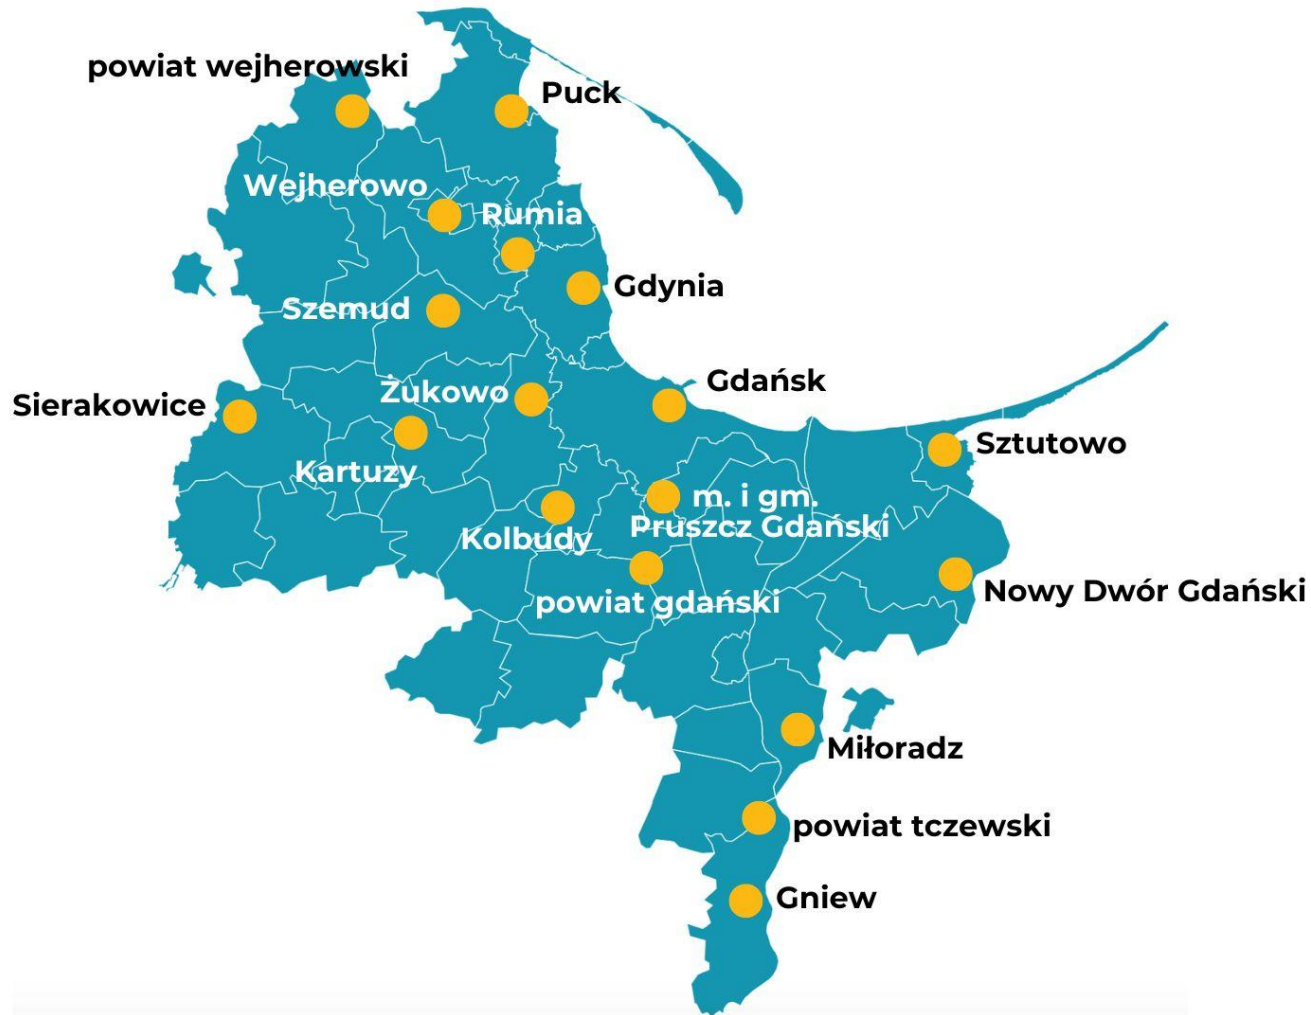 powiat wejherowski
Puck
Wejherowo
Rumia
Gdynia
Szemud
Gdańsk
Żukowo
Sierakowice
Sztutowo
Kartuzy
m. i gm.
Pruszcz Gdański
Kolbudy
Nowy Dwór Gdański
powiat gdański
Miłoradz
powiat tczewski
Gniew